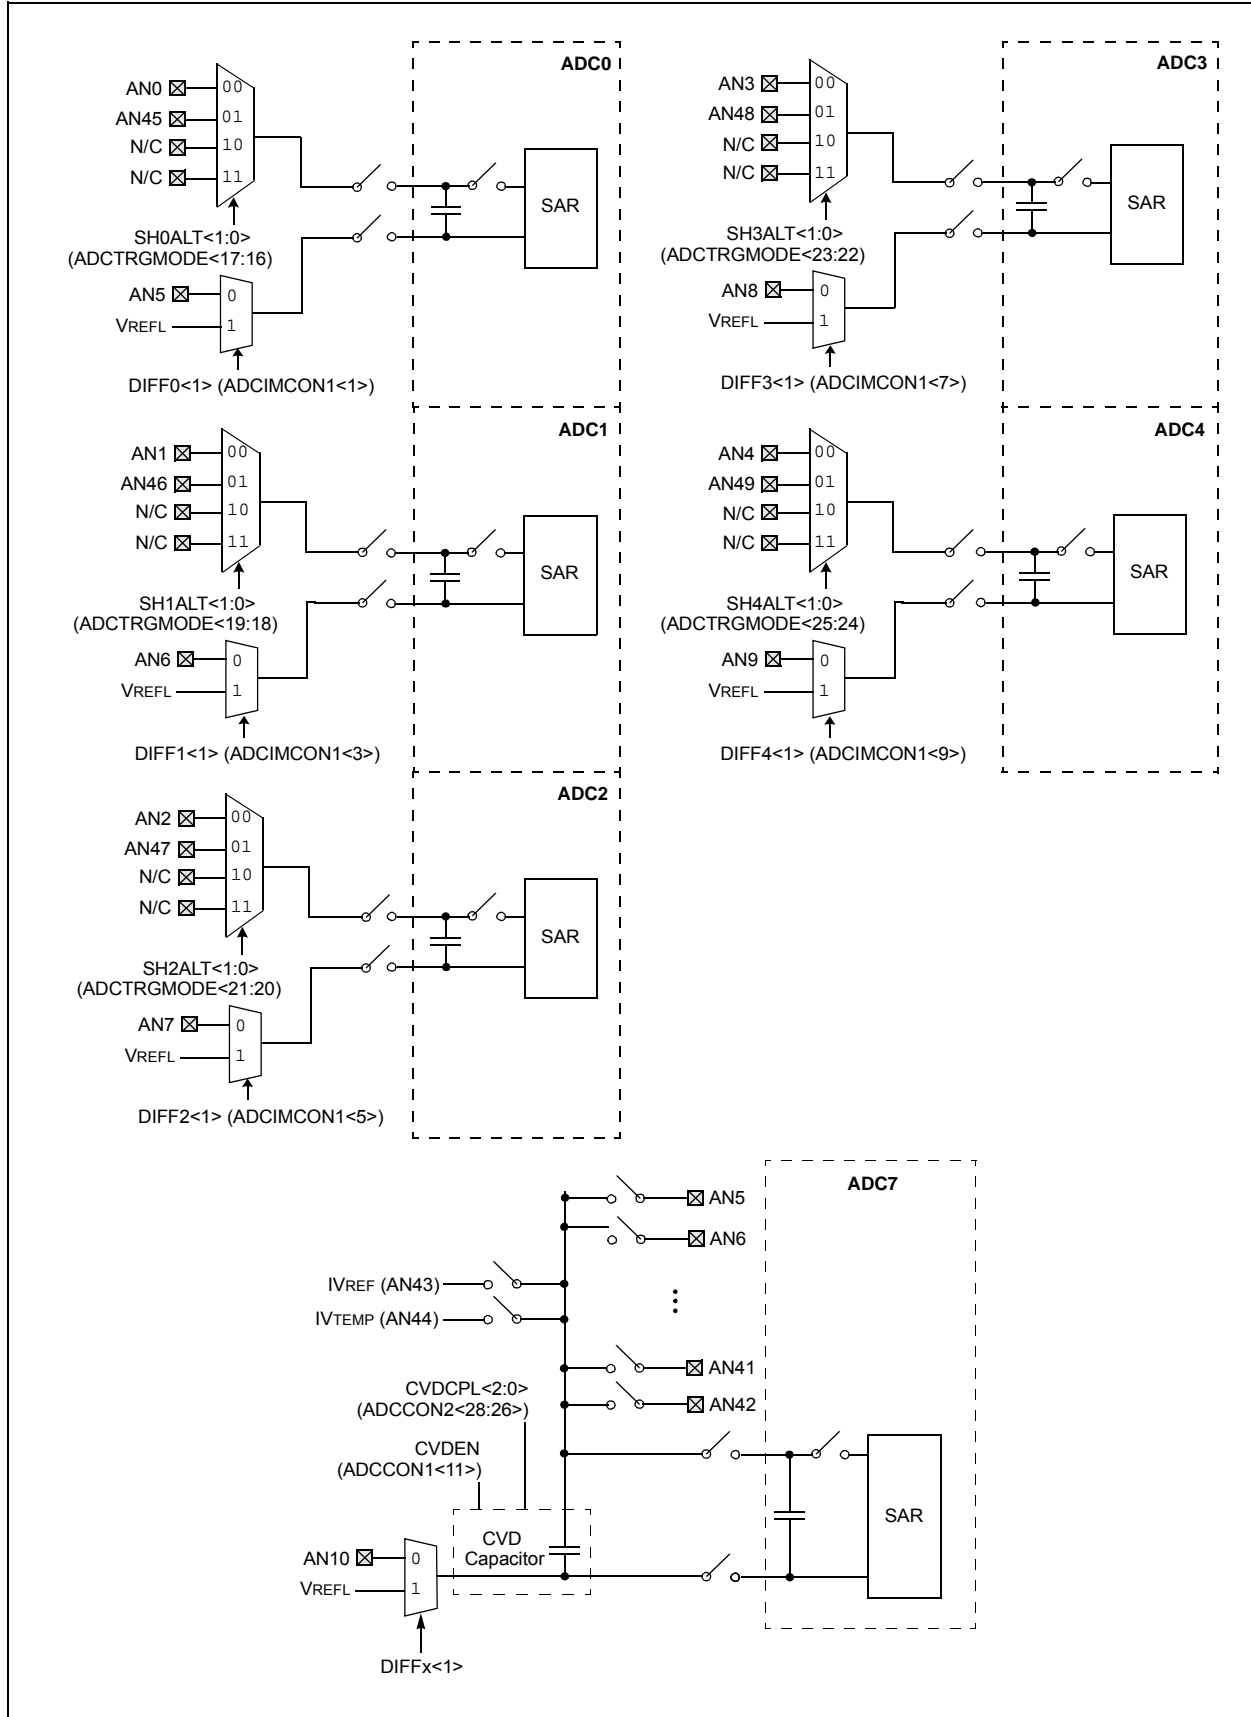 ADC0
AN0
00
AN45
01
N/C
10
N/C
11
SAR
SH0ALT<1:0>
(ADCTRGMODE<17:16)
AN5
0
VREFL
1
DIFF0<1> (ADCIMCON1<1>)
ADC3
AN3
00
AN48
01
N/C
10
N/C
11
SAR
SH3ALT<1:0>
(ADCTRGMODE<23:22)
AN8
0
VREFL
1
DIFF3<1> (ADCIMCON1<7>)
ADC1
AN1
00
AN46
01
N/C
10
N/C
11
SAR
SH1ALT<1:0>
(ADCTRGMODE<19:18)
AN6
0
VREFL
1
DIFF1<1> (ADCIMCON1<3>)
ADC4
AN4
00
AN49
01
N/C
10
N/C
11
SAR
SH4ALT<1:0>
(ADCTRGMODE<25:24)
AN9
0
VREFL
1
DIFF4<1> (ADCIMCON1<9>)
ADC2
AN2
00
AN47
01
N/C
10
N/C
11
SAR
SH2ALT<1:0>
(ADCTRGMODE<21:20)
AN7
0
VREFL
1
DIFF2<1> (ADCIMCON1<5>)
ADC7
AN5
AN6
IVREF (AN43)
IVTEMP (AN44)
AN41
AN42
CVDCPL<2:0>
(ADCCON2<28:26>)
CVDEN
(ADCCON1<11>)
SAR
CVD
Capacitor
AN10
0
VREFL
1
DIFFx<1>